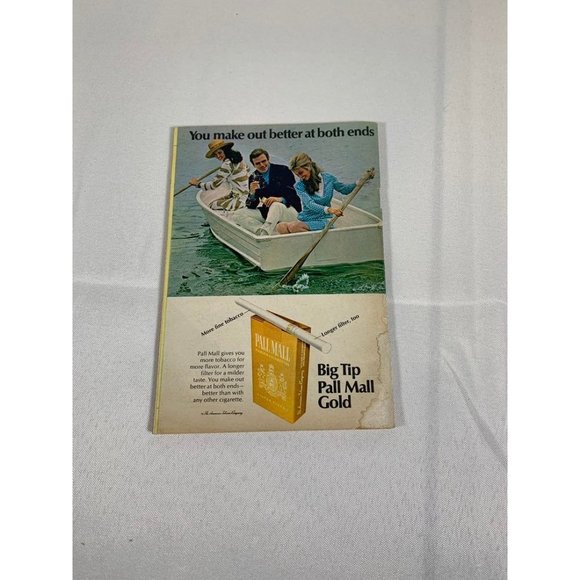 You make out better at both ends
More fine tobacco
Longer filter, too
PALL MALL
Pall Mall gives you
more tobacco for
more flavor. A longer
filter for a milder
taste. You make out
better at both ends—
better than with
any other cigarette.
Big Tip
Pall Mall
Gold